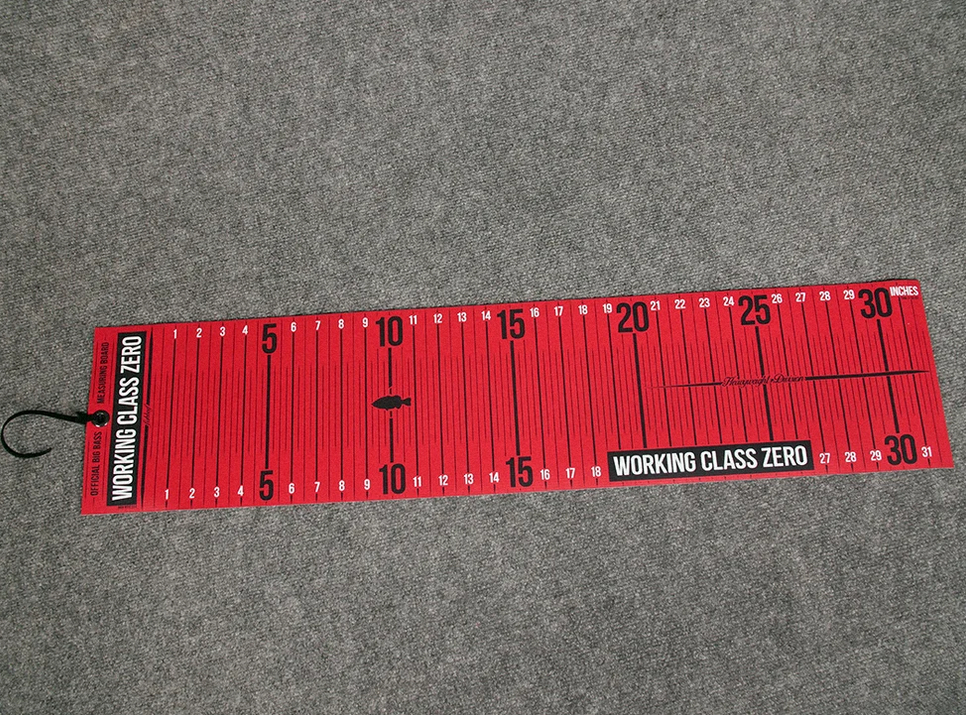 OFFICIAL BIG BASS MEASURING BOARD
WORKING CLASS ZERO
1 2 3 4 5 6 7 8 9 10 11 12 13 14 15 16 17 18 19 20 21 22 23 24 25 26 27 28 29 30 INCHES
Heavyweight Division
1 2 3 4 5 6 7 8 9 10 11 12 13 14 15 16 17 18 WORKING CLASS ZERO 27 28 29 30 31